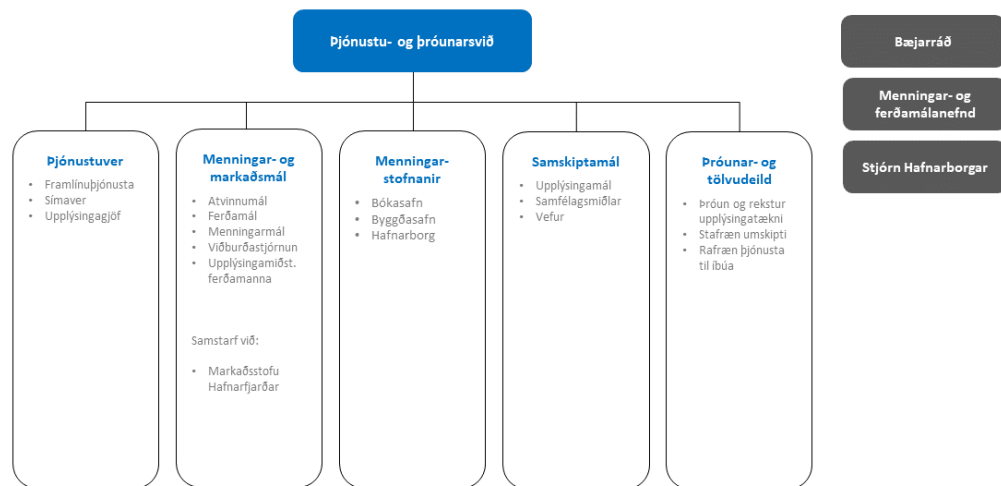 Þjónustu- og þróunarsvið
Bæjarráð
Menningar- og
ferðamálanefnd
Stjórn Hafnarborgar
Þjónustuver
• Framlínuþjónusta
• Símaver
• Upplýsingagjöf
Menningar- og
markaðsmál
• Atvinnumál
• Ferðamál
• Menningarmál
• Viðburðastjórnun
• Upplýsingamiðst.
ferðamanna
Samstarf við:
• Markaðsstofu
Hafnarfjarðar
Menningar-
stofnanir
• Bókasafn
• Byggðasafn
• Hafnarborg
Samskiptamál
• Upplýsingamál
• Samfélagsmiðlar
• Vefur
Þróunar- og
tölvudeild
• Þróun og rekstur
upplýsingatækni
• Stafræn umskipti
• Rafræn þjónusta
til íbúa